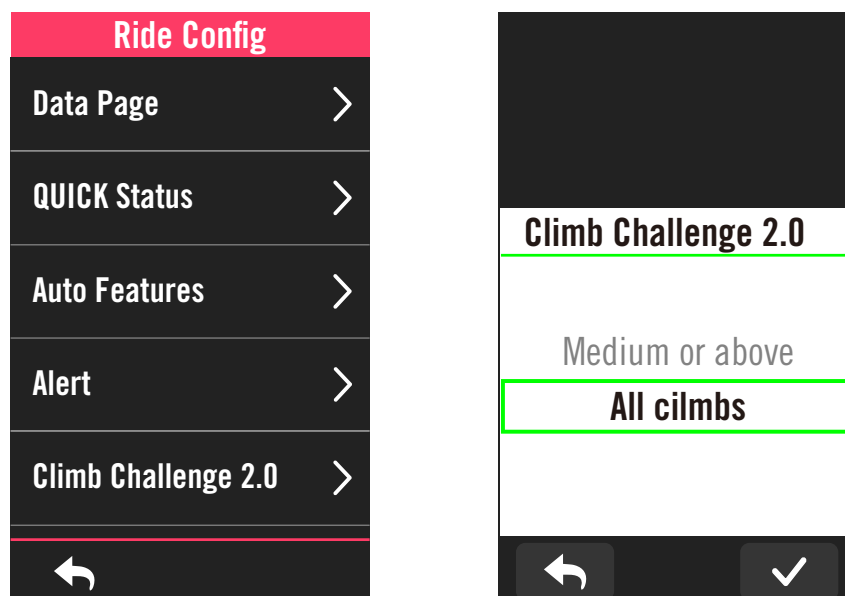 Ride Config
Data Page
QUICK Status
Auto Features
Alert
Climb Challenge 2.0
Climb Challenge 2.0
Medium or above
All cilmbs